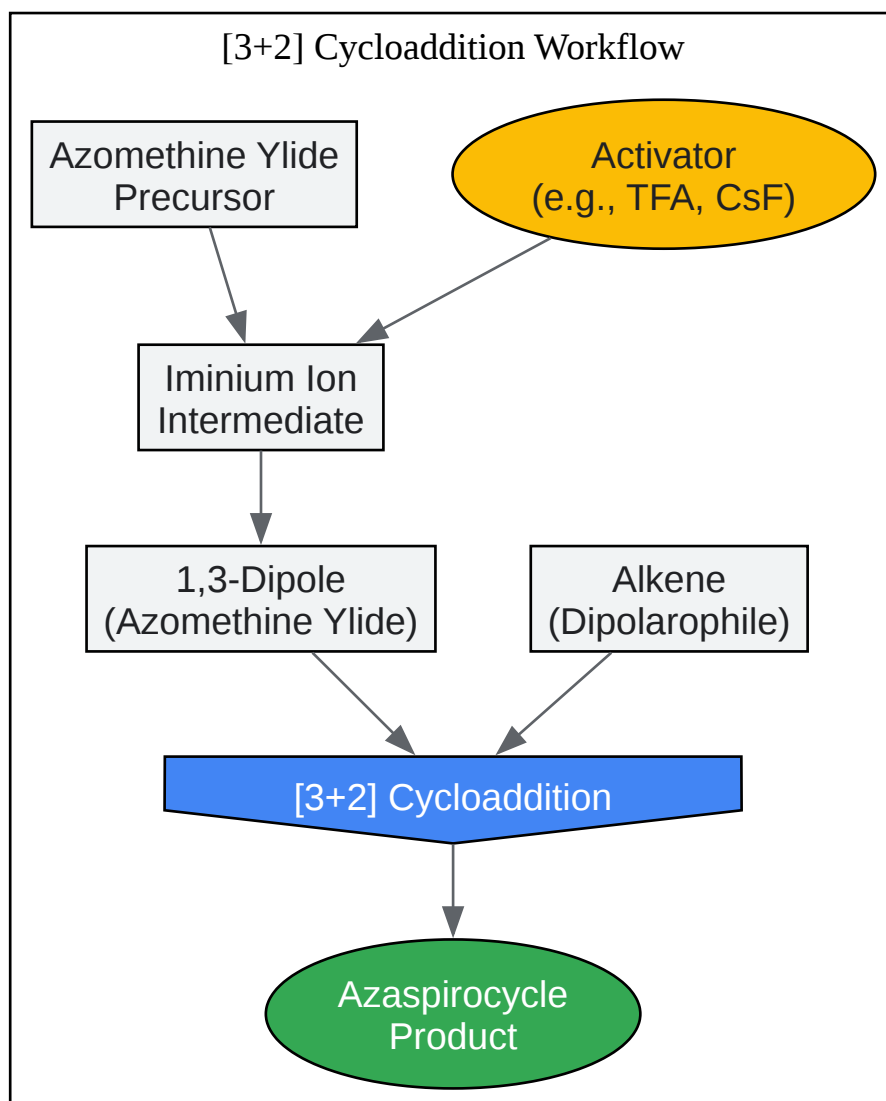 [3+2] Cycloaddition Workflow
Azomethine Ylide
Precursor
Activator
(e.g., TFA, CsF)
Iminium Ion
Intermediate
1,3-Dipole
(Azomethine Ylide)
Alkene
(Dipolarophile)
[3+2] Cycloaddition
Azaspirocycle
Product